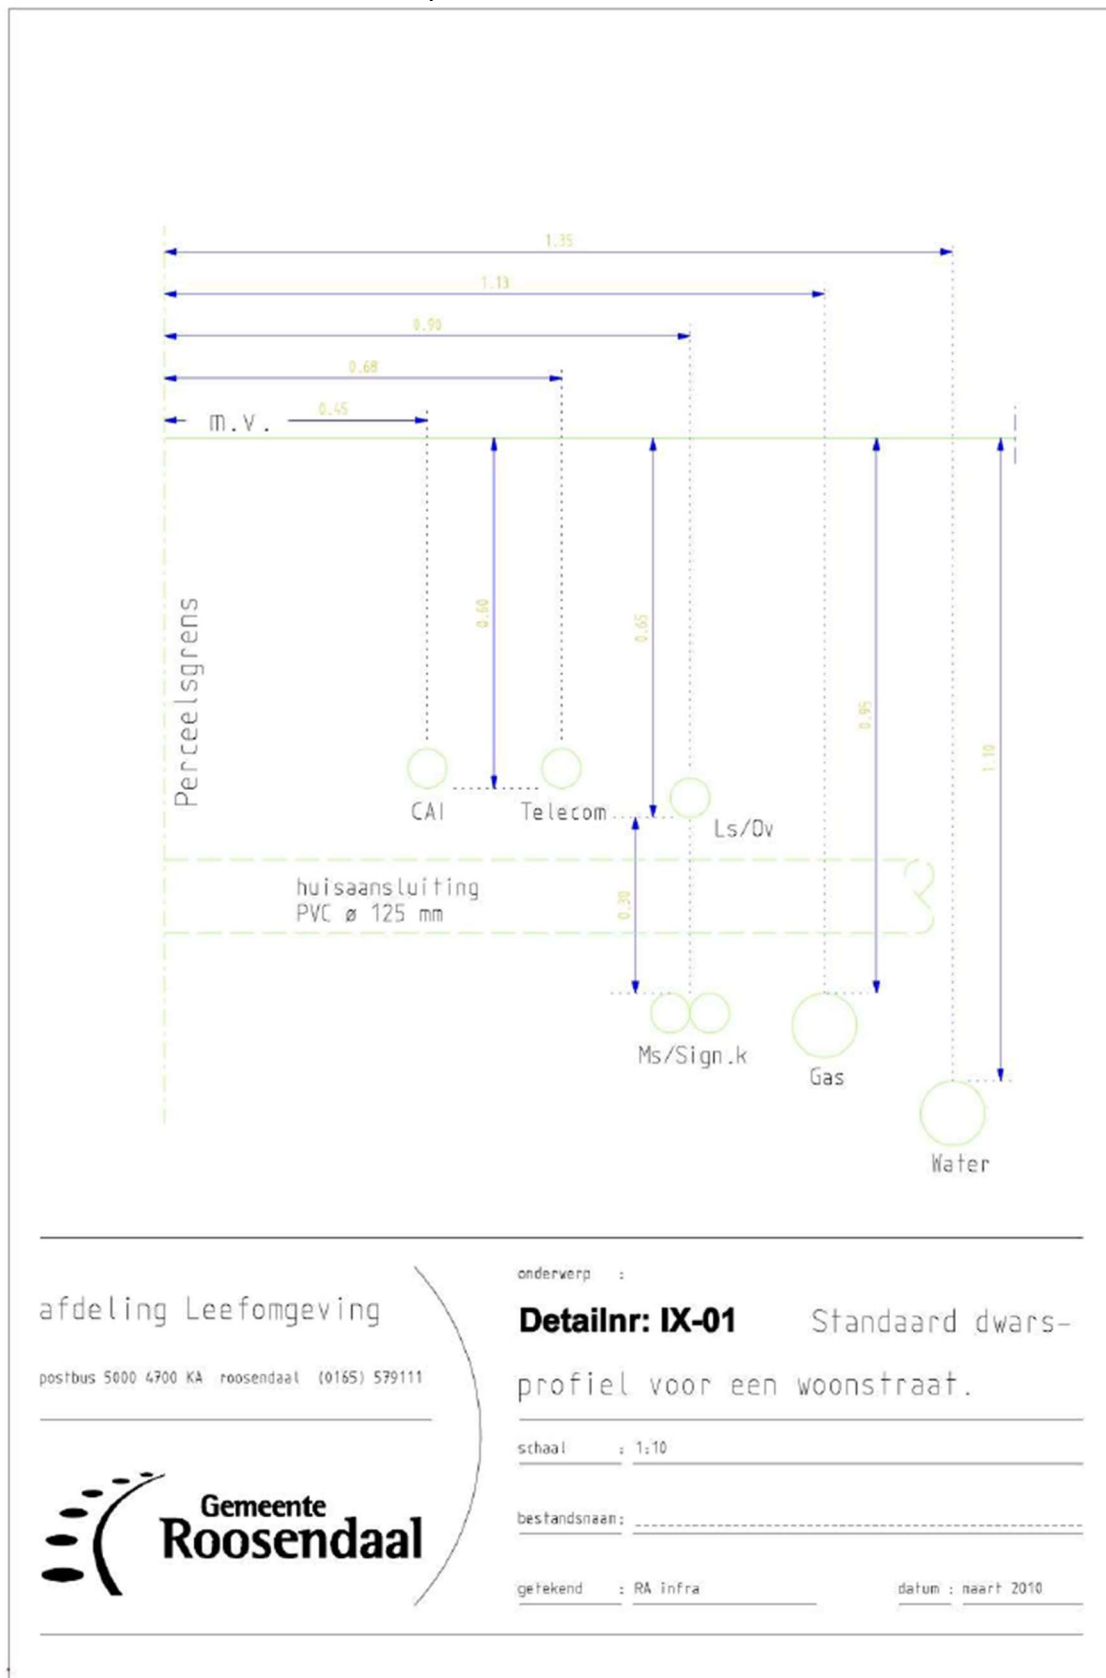 1.35
1.13
0.90
0.68
0.45
m.v.
Perceelsgrens
0.60
0.65
0.95
1.10
CAI
Telecom
Ls/Ov
huisaansluiting
PVC ø 125 mm
0.30
Ms/Sign.k
Gas
Water
afdeling Leefomgeving
postbus 5000 4700 KA roosendaal (0165) 579111
Gemeente
Roosendaal
onderwerp :
Detailnr: IX-01 Standaard dwars-
profiel voor een woonstraat.
schaal : 1:10
bestandsnaam:
getekend : RA infra datum : maart 2010